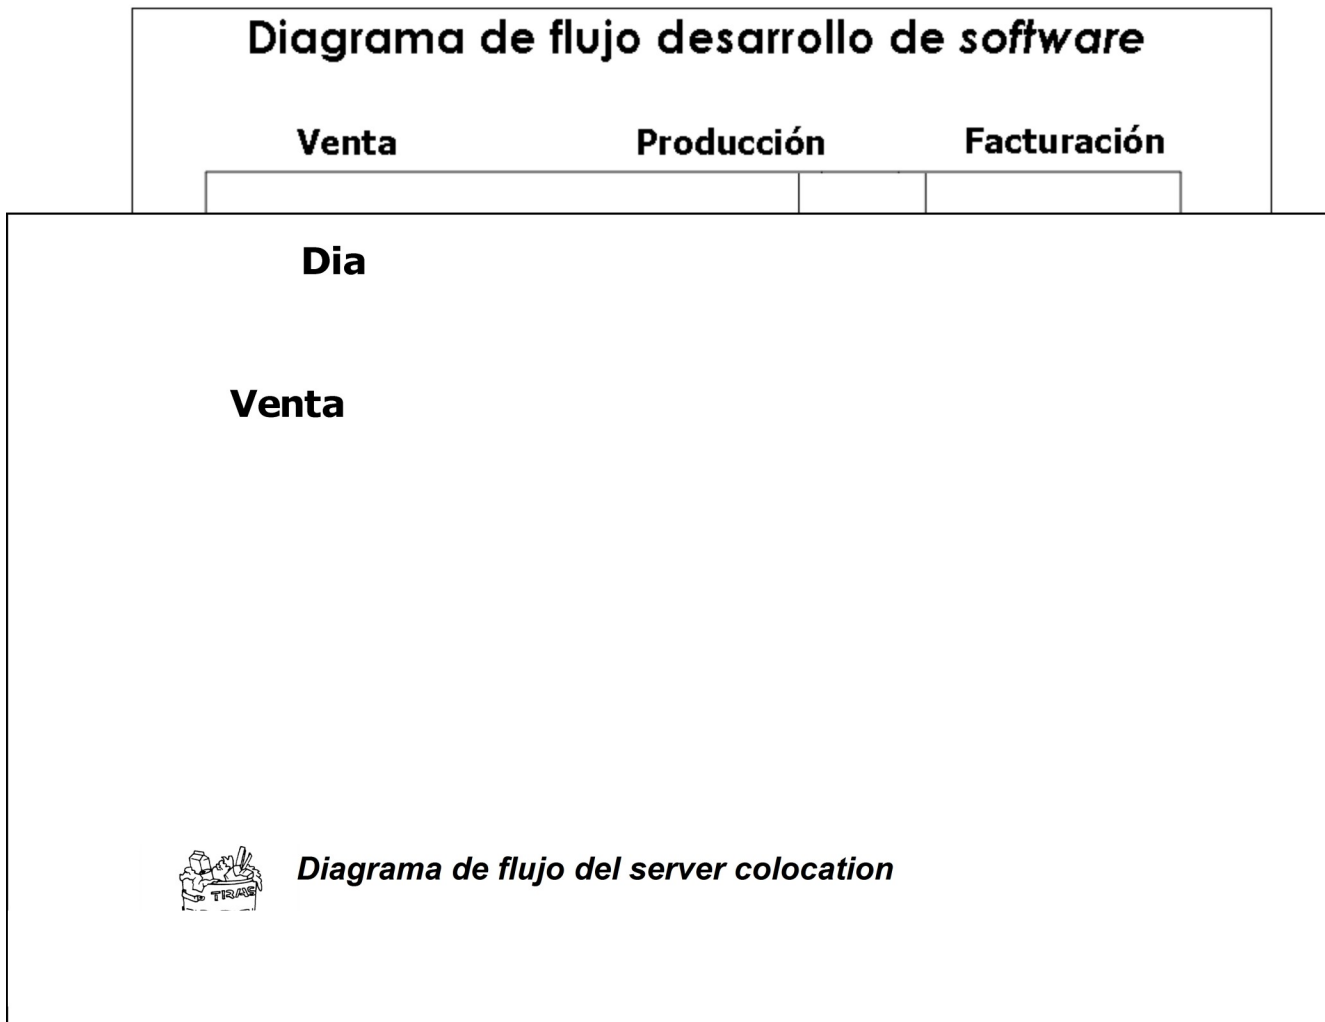 Diagrama de flujo desarrollo de software
Venta Producción Facturación
Dia
Venta
Diagrama de flujo del server colocation